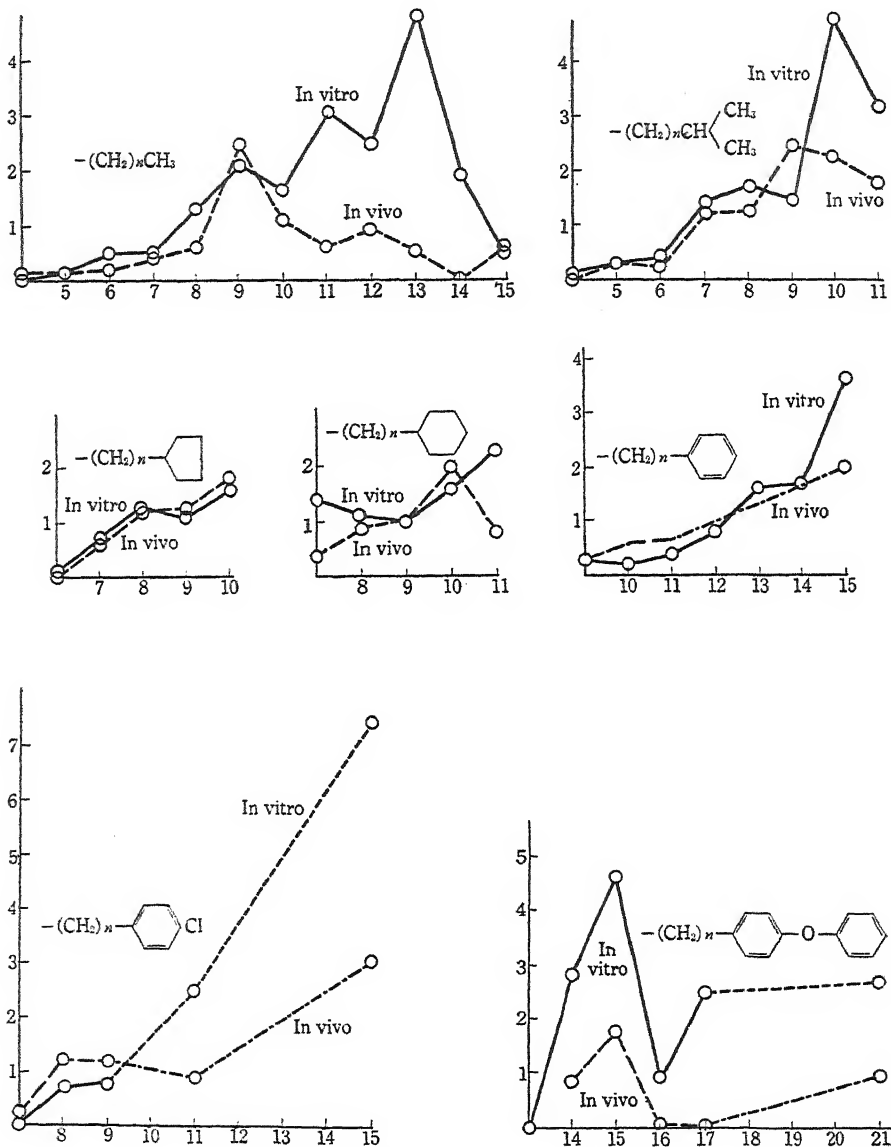 4
3
2
1
In vitro
–(CH₂)ₙCH₃
In vivo
5 6 7 8 9 10 11 12 13 14 15
4
3
2
1
In vitro
–(CH₂)ₙCH
CH₃
CH₃
In vivo
5 6 7 8 9 10 11
2
1
–(CH₂)ₙ–
In vitro
In vivo
7 8 9 10
2
1
–(CH₂)ₙ–
In vitro
In vivo
8 9 10 11
4
3
2
1
In vitro
–(CH₂)ₙ–
In vivo
10 11 12 13 14 15
7
6
5
4
3
2
1
In vitro
–(CH₂)ₙ–
Cl
In vivo
8 9 10 11 12 13 14 15
5
4
3
2
1
–(CH₂)ₙ–
–O–
In
vitro
In vivo
14 15 16 17 18 19 20 21